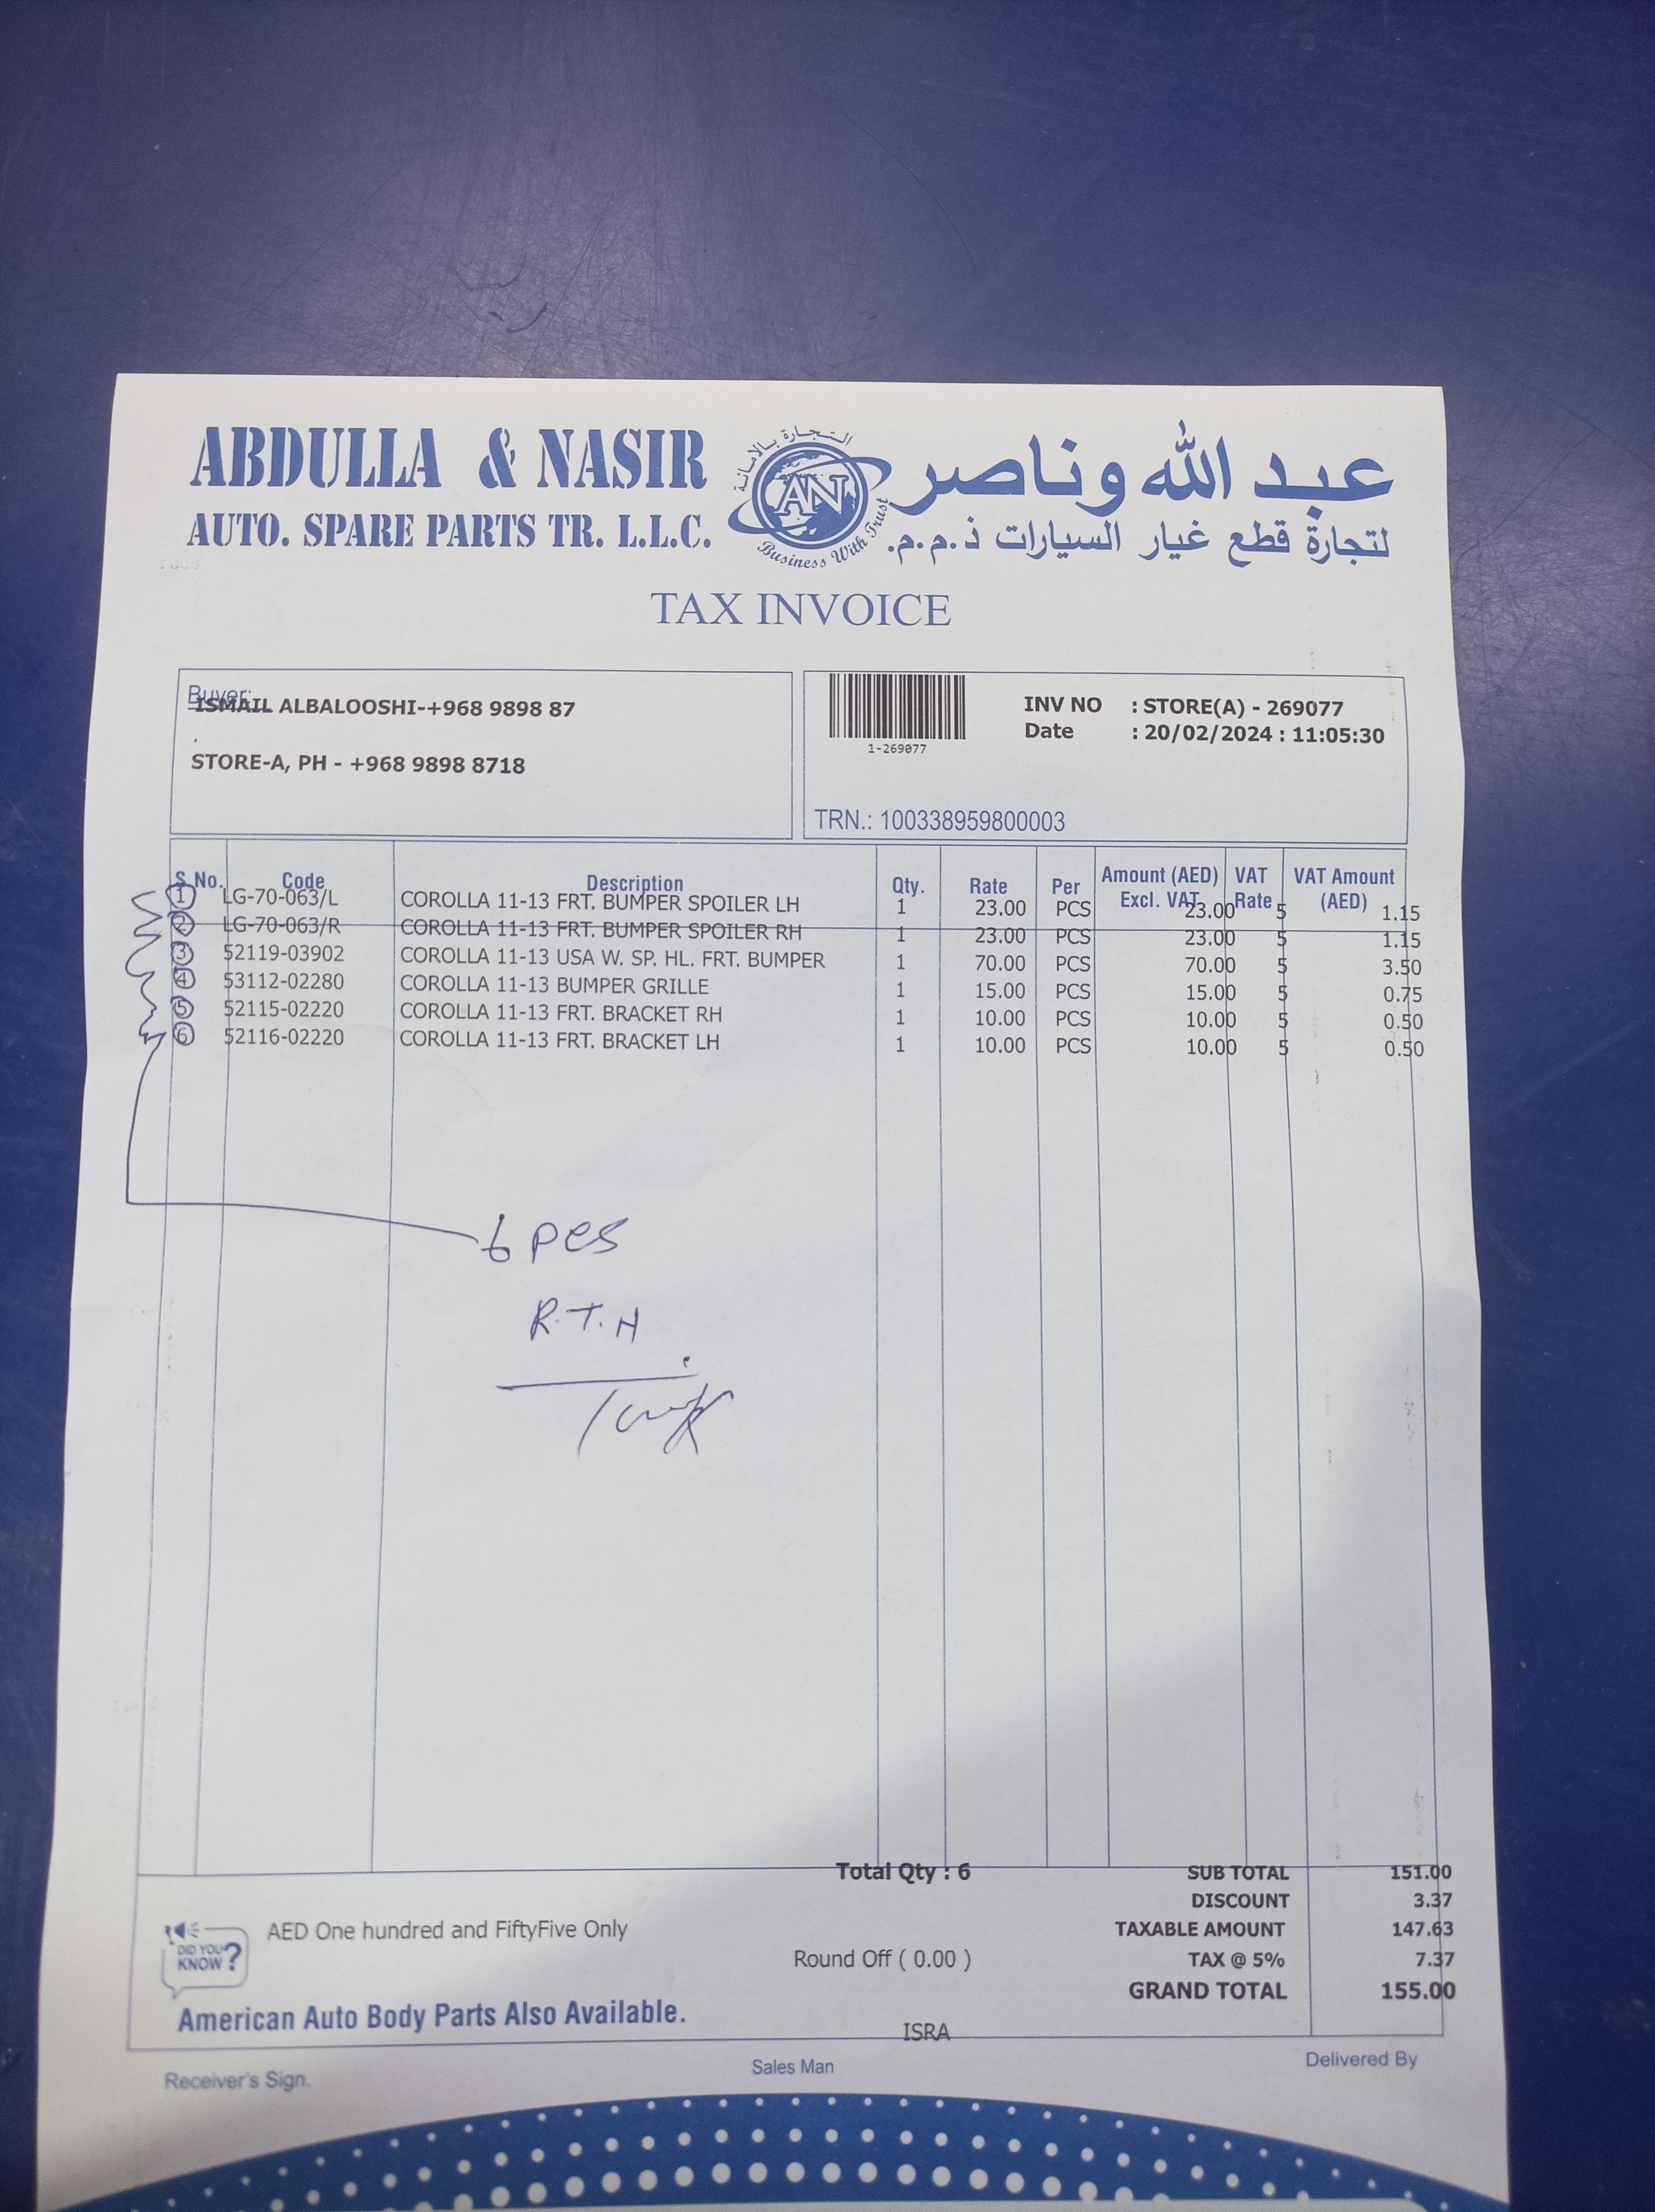 ABDULLA & NASIR
AUTO. SPARE PARTS TR. L.L.C.
التجارة بالامانة
AN
Business With Trust
عبد الله وناصر
لتجارة قطع غيار السيارات ذ.م.م.
TAX INVOICE
Buyer:
ISMAIL ALBALOOSHI-+968 9898 87
.
STORE-A, PH - +968 9898 8718
1-269077
INV NO : STORE(A) - 269077
Date : 20/02/2024 : 11:05:30
TRN.: 100338959800003
S.No. Code Description Qty. Rate Per Amount (AED) Excl. VAT VAT Rate VAT Amount (AED)
1 LG-70-063/L COROLLA 11-13 FRT. BUMPER SPOILER LH 1 23.00 PCS 23.00 5 1.15
2 LG-70-063/R COROLLA 11-13 FRT. BUMPER SPOILER RH 1 23.00 PCS 23.00 5 1.15
3 52119-03902 COROLLA 11-13 USA W. SP. HL. FRT. BUMPER 1 70.00 PCS 70.00 5 3.50
4 53112-02280 COROLLA 11-13 BUMPER GRILLE 1 15.00 PCS 15.00 5 0.75
5 52115-02220 COROLLA 11-13 FRT. BRACKET RH 1 10.00 PCS 10.00 5 0.50
6 52116-02220 COROLLA 11-13 FRT. BRACKET LH 1 10.00 PCS 10.00 5 0.50
6 pes
R.T.H
Total Qty : 6
SUB TOTAL 151.00
DISCOUNT 3.37
TAXABLE AMOUNT 147.63
TAX @ 5% 7.37
GRAND TOTAL 155.00
AED One hundred and FiftyFive Only
Round Off ( 0.00 )
DID YOU KNOW ?
American Auto Body Parts Also Available.
ISRA
Receiver's Sign.
Sales Man
Delivered By